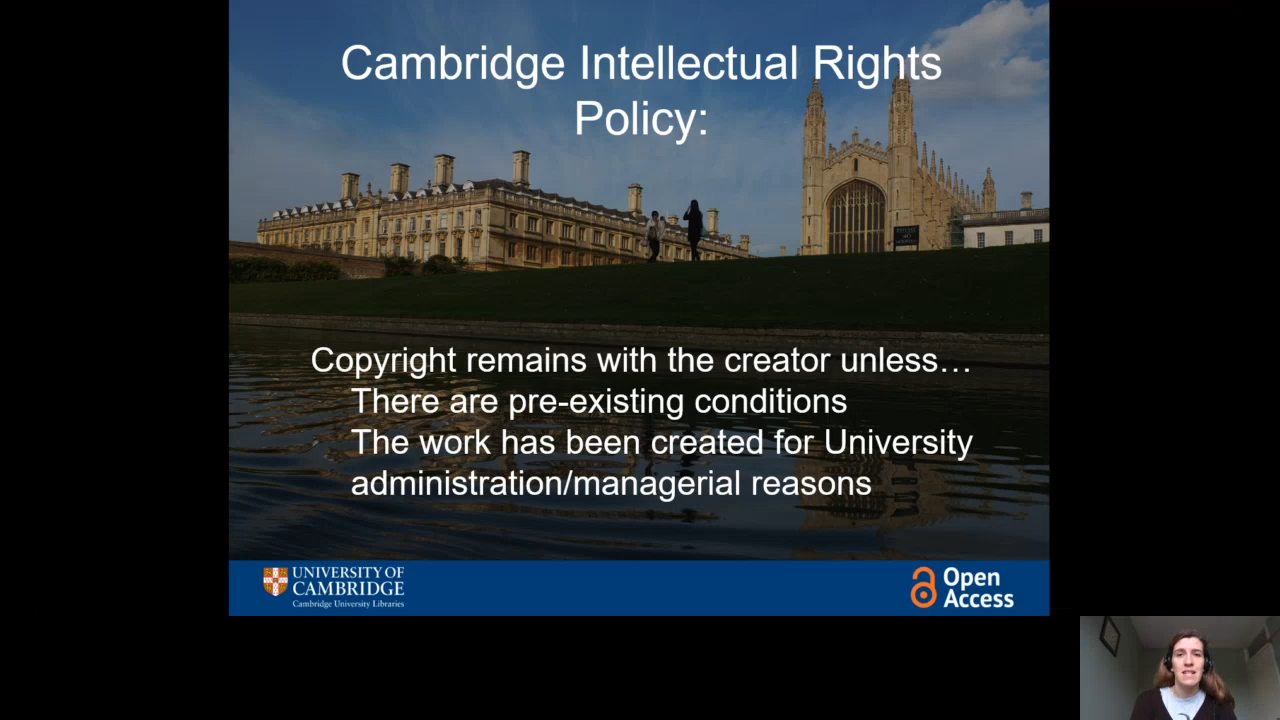 Cambridge Intellectual Rights
Policy:
Copyright remains with the creator unless…
There are pre-existing conditions
The work has been created for University
administration/managerial reasons
UNIVERSITY OF
CAMBRIDGE
Cambridge University Libraries
Open
Access